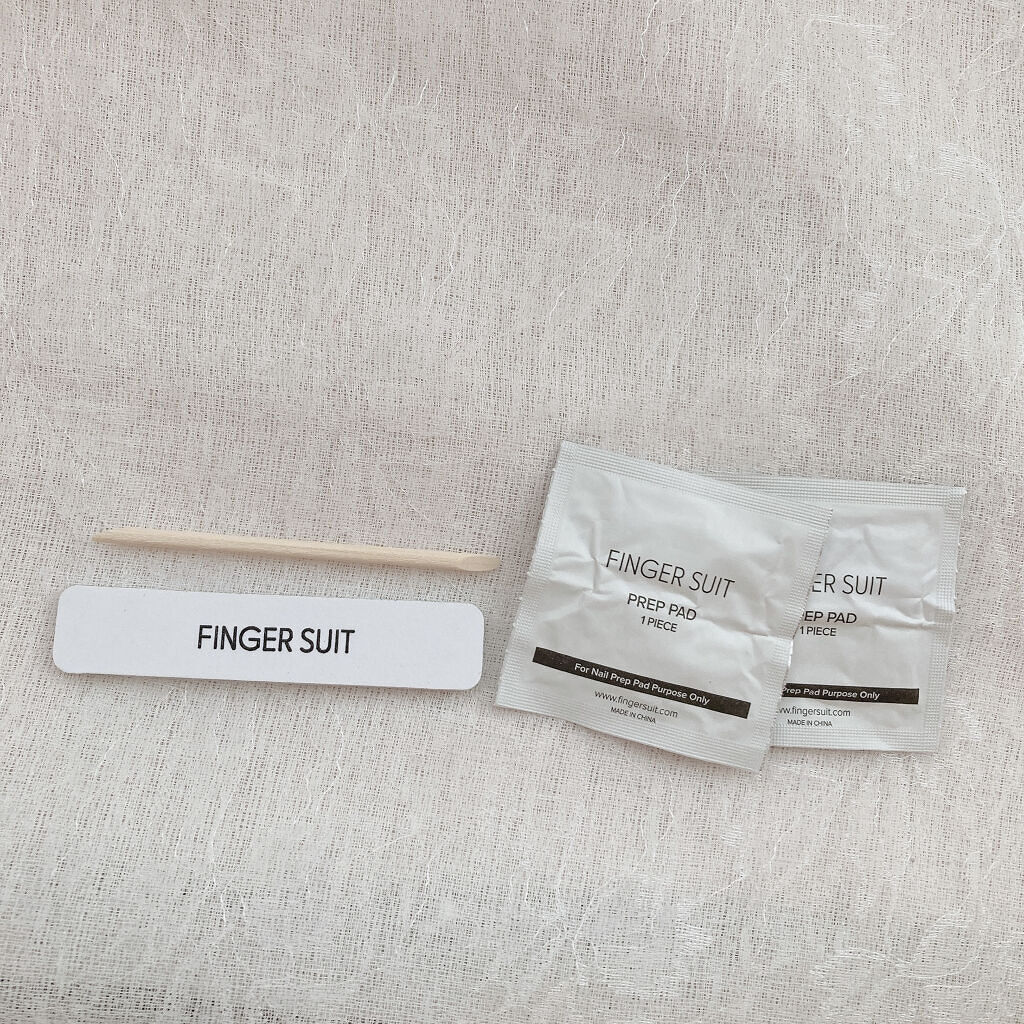 FINGER SUIT
FINGER SUIT
PREP PAD
1 PIECE
For Nail Prep Pad Purpose Only
www.fingersuit.com
MADE IN CHINA
SUIT
PAD
1 PIECE
Prep Pad Purpose Only
.fingersuit.com
MADE IN CHINA